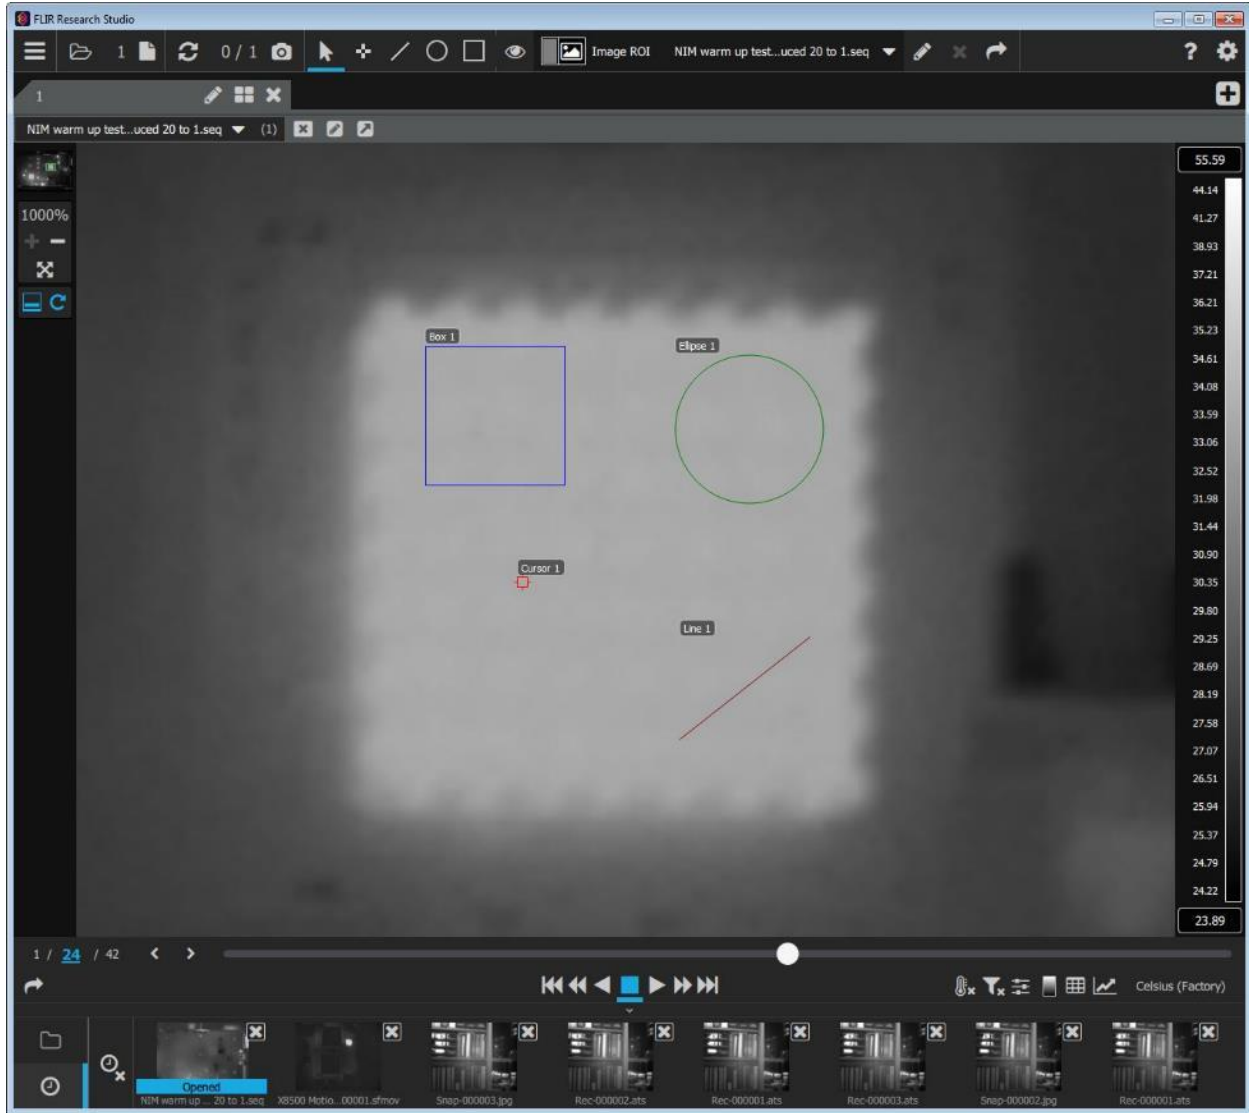 FLIR Research Studio
1
0 / 1
Image ROI
NIM warm up test...uced 20 to 1.seq
?
1
NIM warm up test...uced 20 to 1.seq
(1)
1000%
Box 1
Ellipse 1
Cursor 1
Line 1
55.59
44.14
41.27
38.93
37.21
36.21
35.23
34.61
34.08
33.59
33.06
32.52
31.98
31.44
30.90
30.35
29.80
29.25
28.69
28.19
27.58
27.07
26.51
25.94
25.37
24.79
24.22
23.89
1 / 24 / 42
Celsius (Factory)
Opened
NIM warm up ... 20 to 1.seq
X8500 Motio...00001.sfmov
Snap-000003.jpg
Rec-000002.ats
Rec-000001.ats
Rec-000003.ats
Snap-000002.jpg
Rec-000001.ats